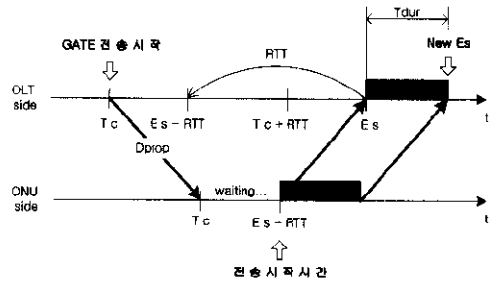 Tdur
GATE 전송 시작
RTT
New Es
OLT
side
Tc
Es - RTT
Tc + RTT
Es
t
Dprop
ONU
side
waiting...
Tc
Es - RTT
t
전송시작시간